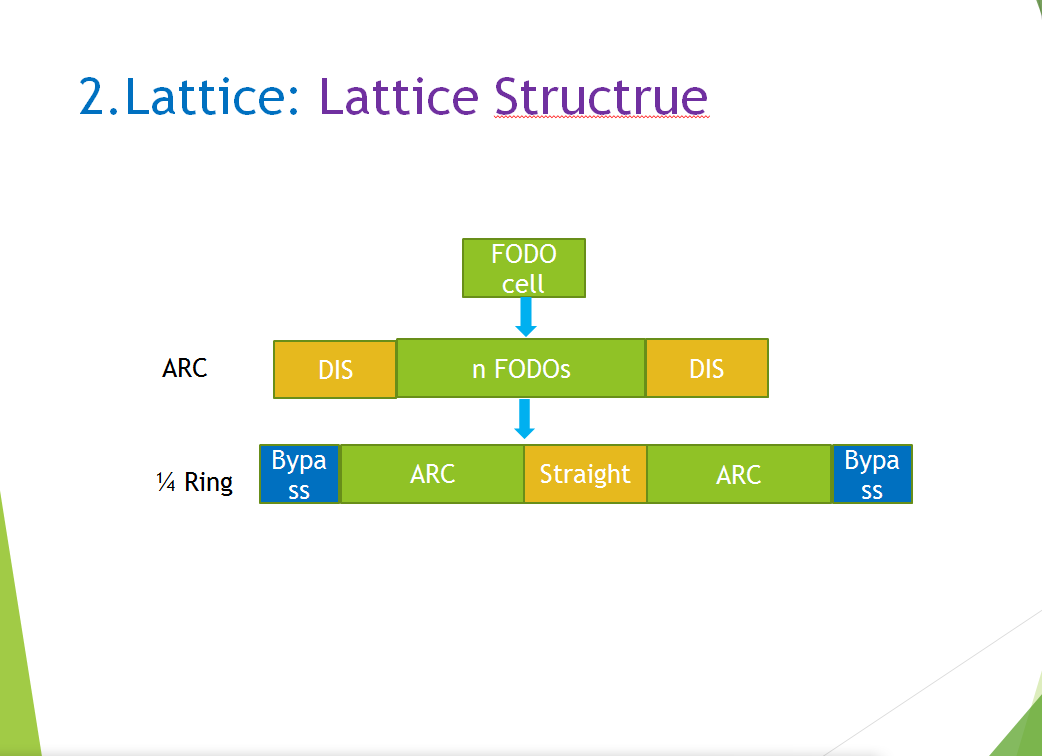 2.Lattice: Lattice Structrue
FODO
cell
ARC
DIS
n FODOs
DIS
¼ Ring
Bypa
ss
ARC
Straight
ARC
Bypa
ss